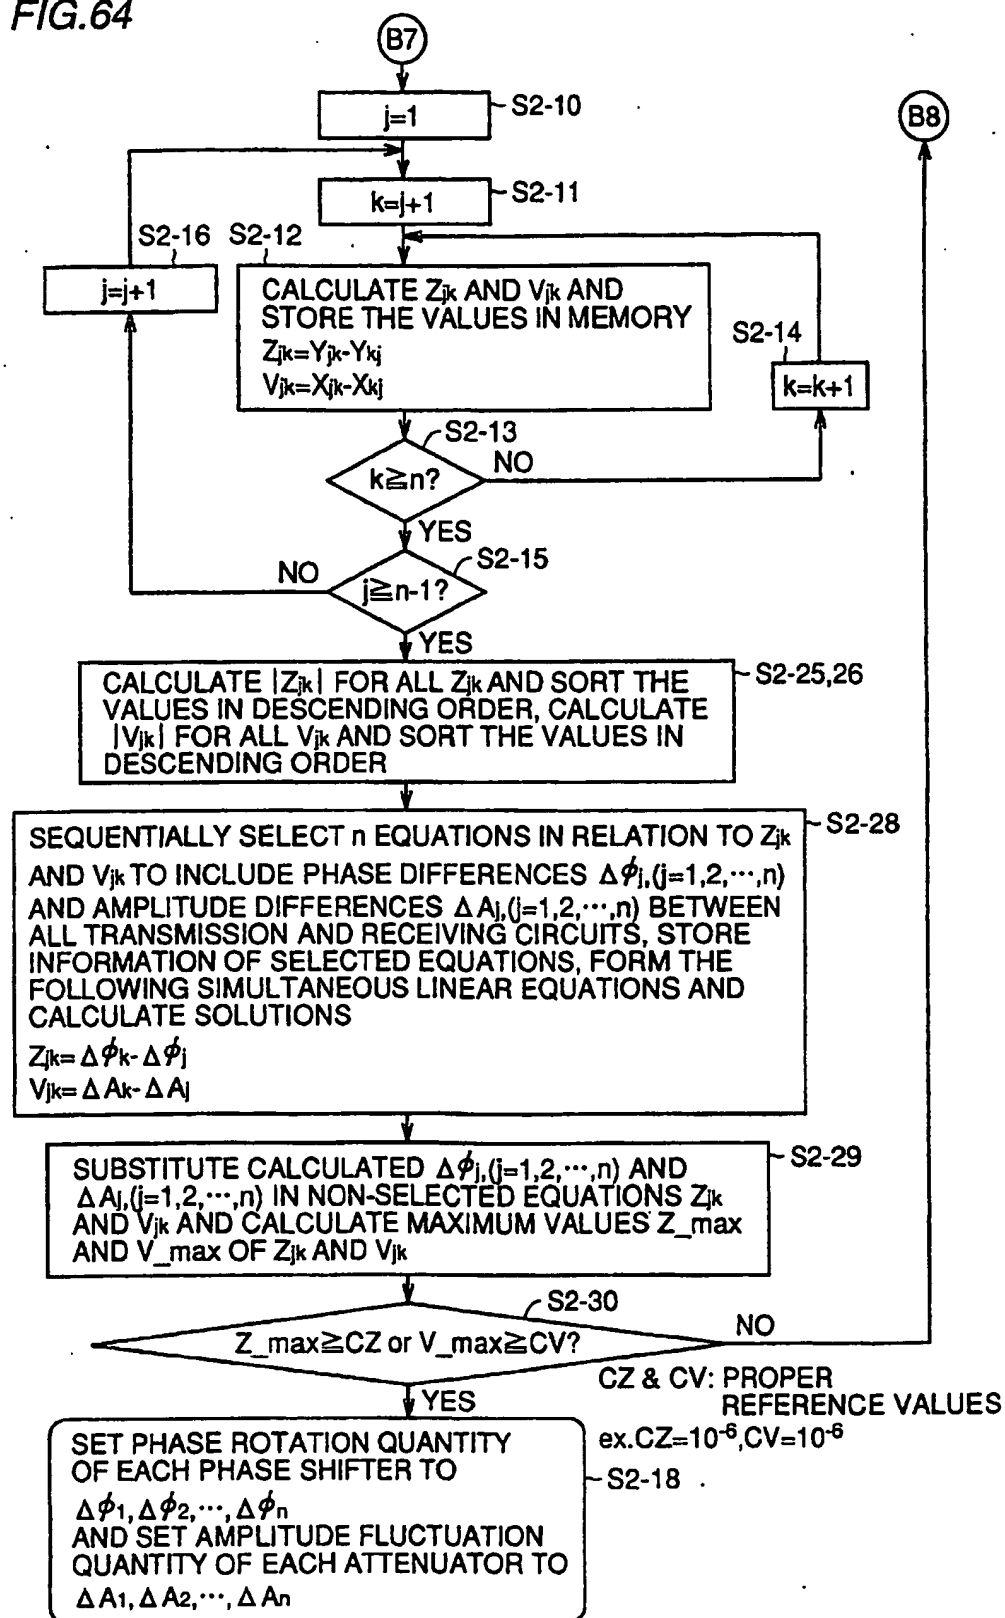 FIG.64
B7
j=1
S2-10
B8
k=j+1
S2-11
S2-16
S2-12
j=j+1
CALCULATE Zjk AND Vjk AND
STORE THE VALUES IN MEMORY
Zjk=Yjk-Ykj
Vjk=Xjk-Xkj
S2-14
k=k+1
S2-13
k≧n?
NO
YES
S2-15
NO
j≧n-1?
YES
S2-25,26
CALCULATE |Zjk| FOR ALL Zjk AND SORT THE
VALUES IN DESCENDING ORDER, CALCULATE
|Vjk| FOR ALL Vjk AND SORT THE VALUES IN
DESCENDING ORDER
S2-28
SEQUENTIALLY SELECT n EQUATIONS IN RELATION TO Zjk
AND Vjk TO INCLUDE PHASE DIFFERENCES Δϕj,(j=1,2,···,n)
AND AMPLITUDE DIFFERENCES ΔAj,(j=1,2,···,n) BETWEEN
ALL TRANSMISSION AND RECEIVING CIRCUITS, STORE
INFORMATION OF SELECTED EQUATIONS, FORM THE
FOLLOWING SIMULTANEOUS LINEAR EQUATIONS AND
CALCULATE SOLUTIONS
Zjk=Δϕk-Δϕj
Vjk=ΔAk-ΔAj
S2-29
SUBSTITUTE CALCULATED Δϕj,(j=1,2,···,n) AND
ΔAj,(j=1,2,···,n) IN NON-SELECTED EQUATIONS Zjk
AND Vjk AND CALCULATE MAXIMUM VALUES Z_max
AND V_max OF Zjk AND Vjk
S2-30
Z_max≧CZ or V_max≧CV?
NO
YES
CZ & CV: PROPER
REFERENCE VALUES
ex.CZ=10⁻⁶,CV=10⁻⁶
S2-18
SET PHASE ROTATION QUANTITY
OF EACH PHASE SHIFTER TO
Δϕ1,Δϕ2,···,Δϕn
AND SET AMPLITUDE FLUCTUATION
QUANTITY OF EACH ATTENUATOR TO
ΔA1,ΔA2,···,ΔAn